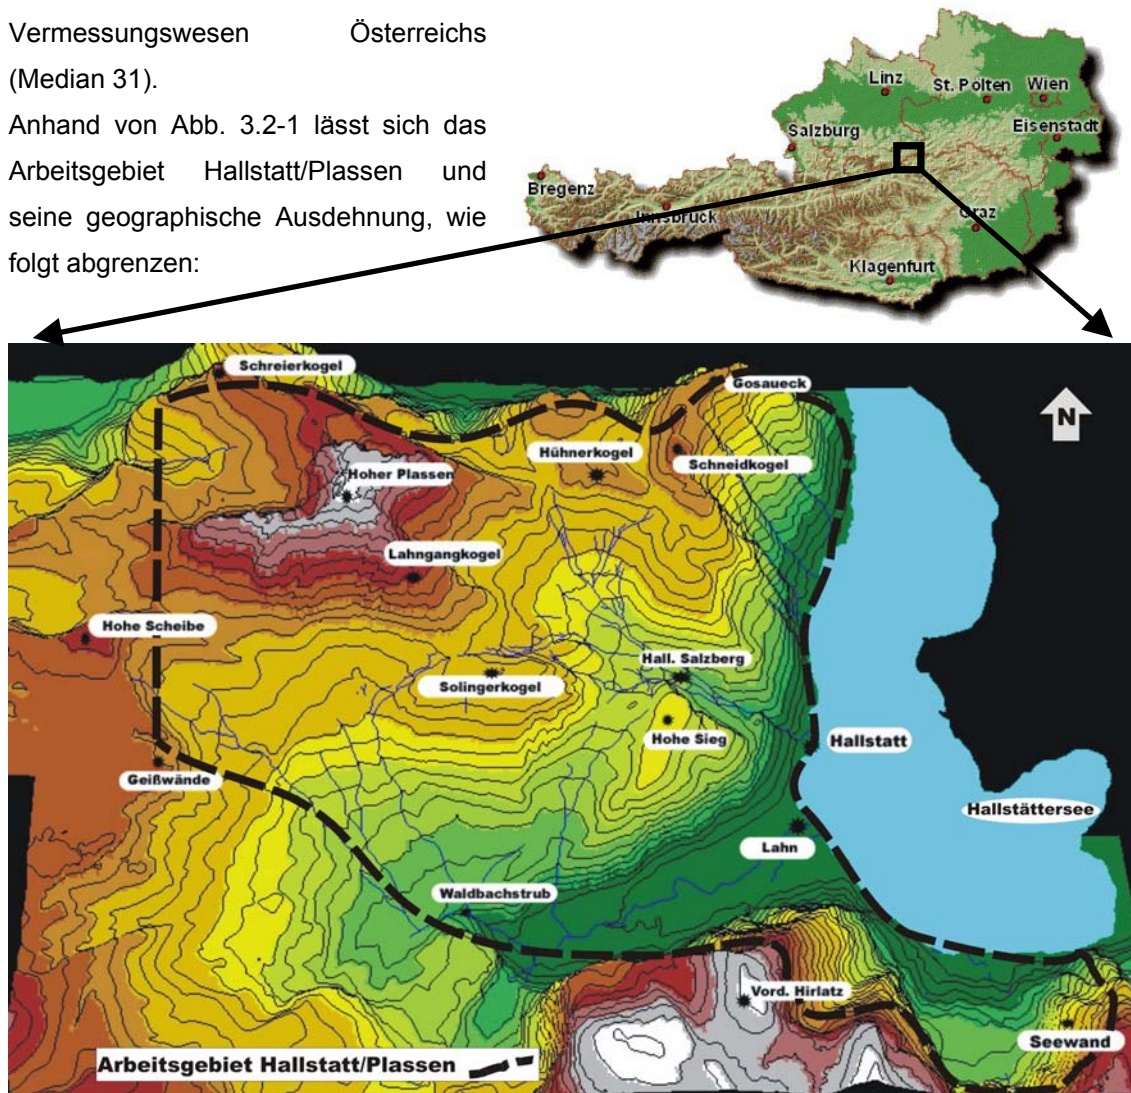 Vermessungswesen Österreichs
(Median 31).
Anhand von Abb. 3.2-1 lässt sich das
Arbeitsgebiet Hallstatt/Plassen und
seine geographische Ausdehnung, wie
folgt abgrenzen:
Linz
St. Pölten
Wien
Salzburg
Eisenstadt
Bregenz
Innsbruck
Graz
Klagenfurt
Schreierkogel
Gosaueck
N
Hühnerkogel
Schneidkogel
Hoher Plassen
Lahngangkogel
Hohe Scheibe
Hall. Salzberg
Solingerkogel
Hohe Sieg
Hallstatt
Geißwände
Hallstättersee
Lahn
Waldbachstrub
Vord. Hirlatz
Seewand
Arbeitsgebiet Hallstatt/Plassen